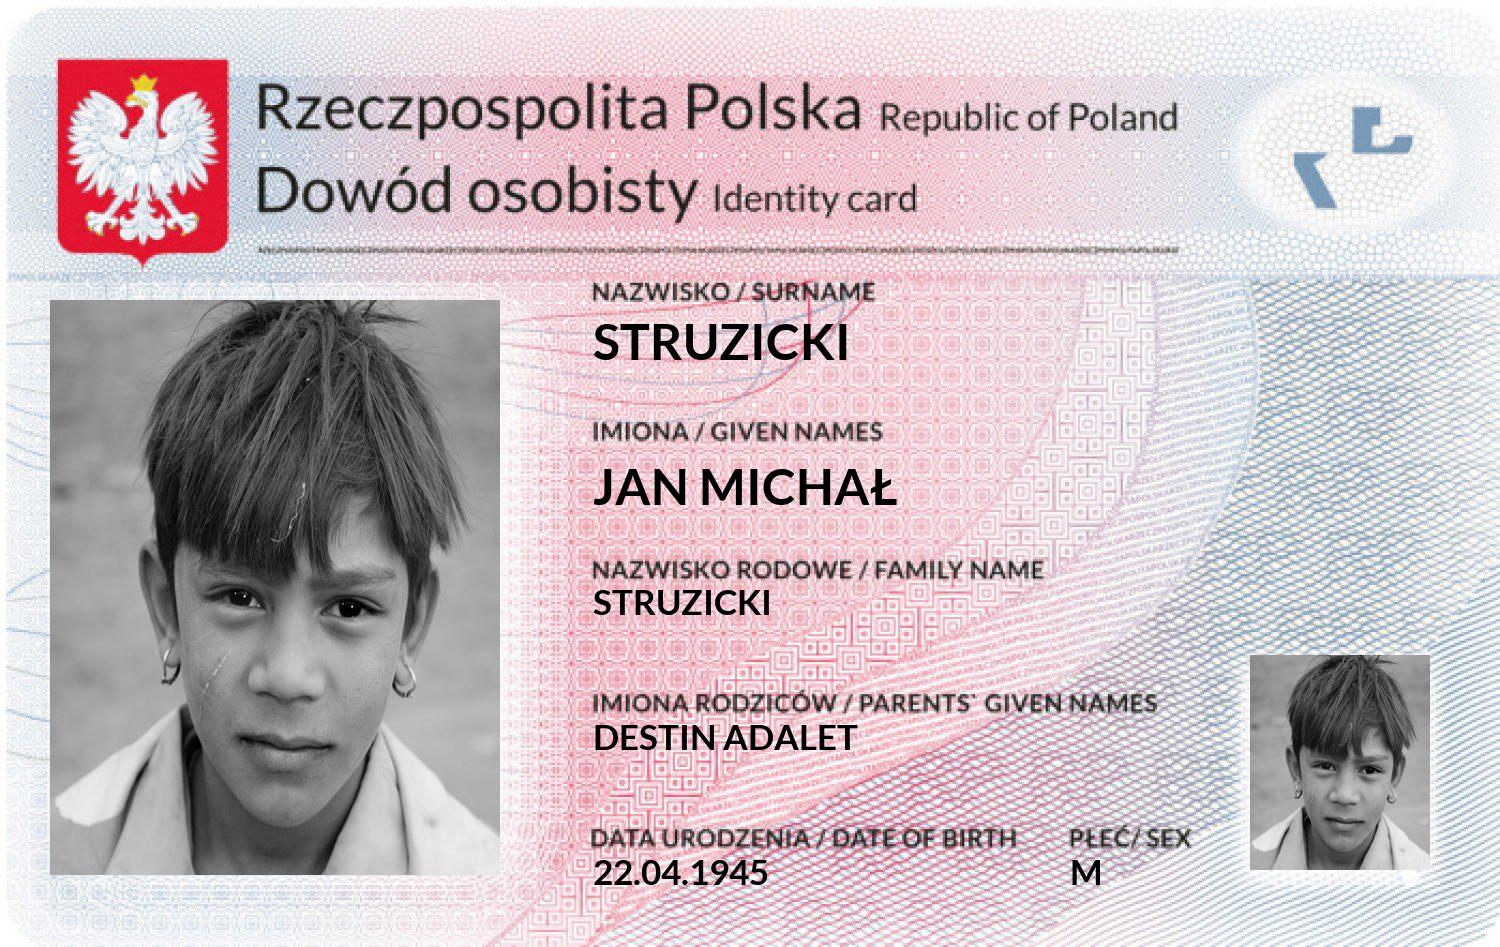 Rzeczpospolita Polska Republic of Poland
Dowód osobisty Identity card
NAZWISKO / SURNAME
STRUZICKI
IMIONA / GIVEN NAMES
JAN MICHAŁ
NAZWISKO RODOWE / FAMILY NAME
STRUZICKI
IMIONA RODZICÓW / PARENTS` GIVEN NAMES
DESTIN ADALET
DATA URODZENIA / DATE OF BIRTH PŁEĆ/ SEX
22.04.1945 M